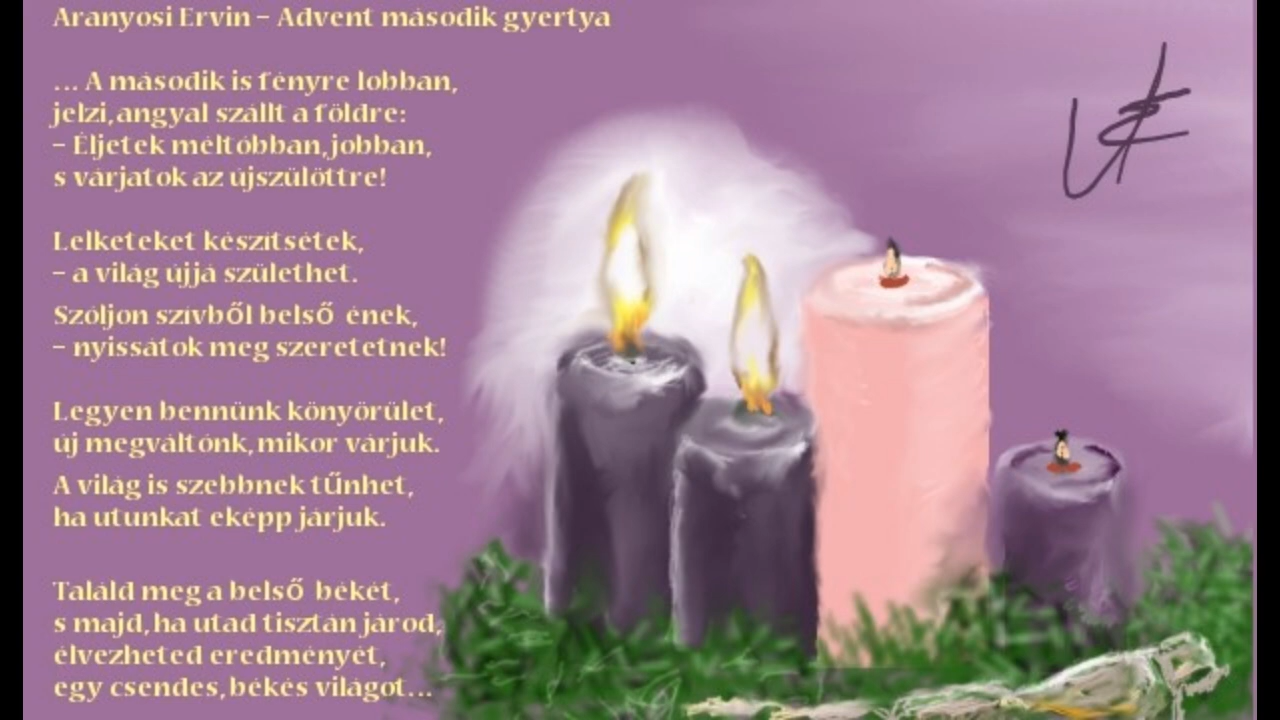 Aranyosi Ervin – Advent második gyertya
... A második is fényre lobban,
jelzi, angyal szállt a földre:
– Éljetek méltóbban, jobban,
s várjatok az újszülöttre!
Lelketeket készítsétek,
– a világ újjá születhet.
Szóljon szívből belső ének,
– nyissátok meg szeretetnek!
Legyen bennünk könyörület,
új megváltónk, mikor várjuk.
A világ is szebbnek tűnhet,
ha utunkat eképp járjuk.
Találd meg a belső békét,
s majd, ha utad tisztán járod,
élvezheted eredményét,
egy csendes, békés világot...